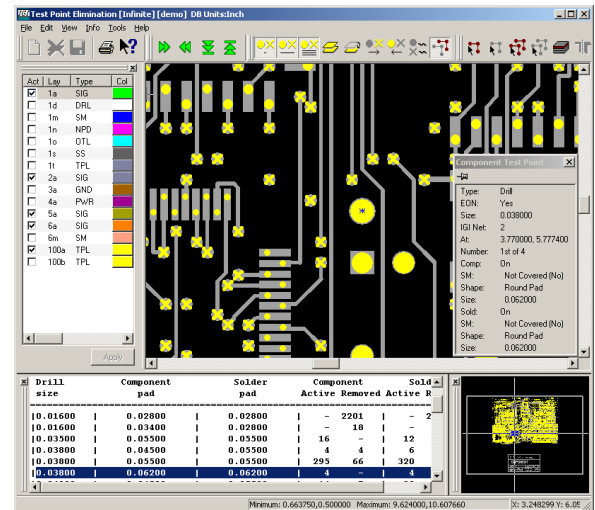 Test Point Elimination [Infinite] [demo] DB Units:Inch
File Edit View Info Tools Help
Act Lay Type Col
1a SIG
1d DRL
1m SM
1n NPD
1o OTL
1s SS
1t TPL
2a SIG
3a GND
4a PWR
5a SIG
6a SIG
6m SM
100a TPL
100b TPL
Apply
Component Test Point
Type: Drill
EON: Yes
Size: 0.038000
IGI Net: 2
At: 3.770000, 5.777400
Number: 1st of 4
Comp: On
SM: Not Covered (No)
Shape: Round Pad
Size: 0.062000
Sold: On
SM: Not Covered (No)
Shape: Round Pad
Size: 0.062000
Drill Component Solder Component Sold
size pad pad Active Removed Active R
|0.01600 | 0.02800 | 0.02800 | - 2201 | - 2
|0.01600 | 0.03400 | 0.02800 | - 18 | -
|0.03500 | 0.05500 | 0.05500 | 16 - | 12
|0.03800 | 0.04500 | 0.05500 | 4 4 | 6
|0.03800 | 0.05500 | 0.05500 | 295 66 | 320
|0.03800 | 0.06200 | 0.06200 | 4 - | 4
Minimum: 0.663750,0.500000 Maximum: 9.624000,10.607660 X: 3.248299 Y: 6.05